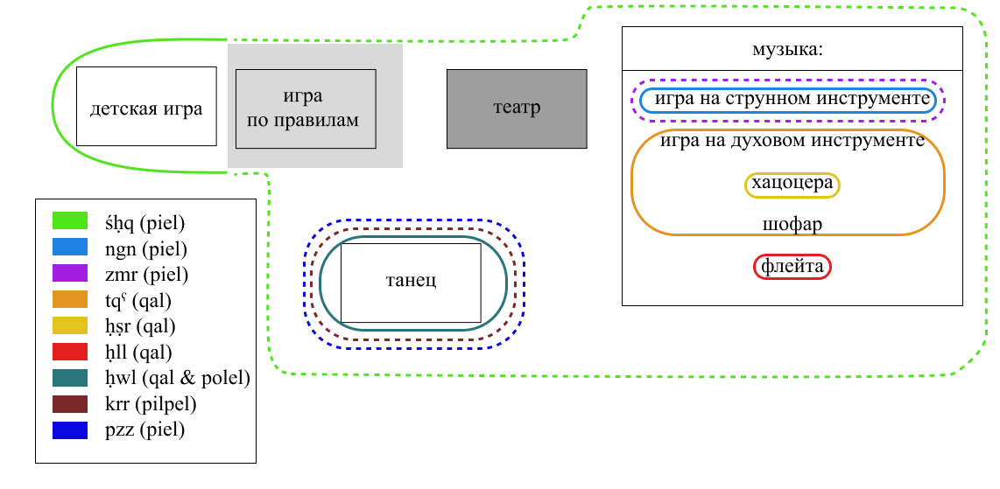 музыка:
детская игра
игра
по правилам
театр
игра на струнном инструменте
игра на духовом инструменте
хацоцера
шофар
флейта
танец
śḥq (piel)
ngn (piel)
zmr (piel)
tqˤ (qal)
ḥṣr (qal)
ḥll (qal)
ḥwl (qal & polel)
krr (pilpel)
pzz (piel)